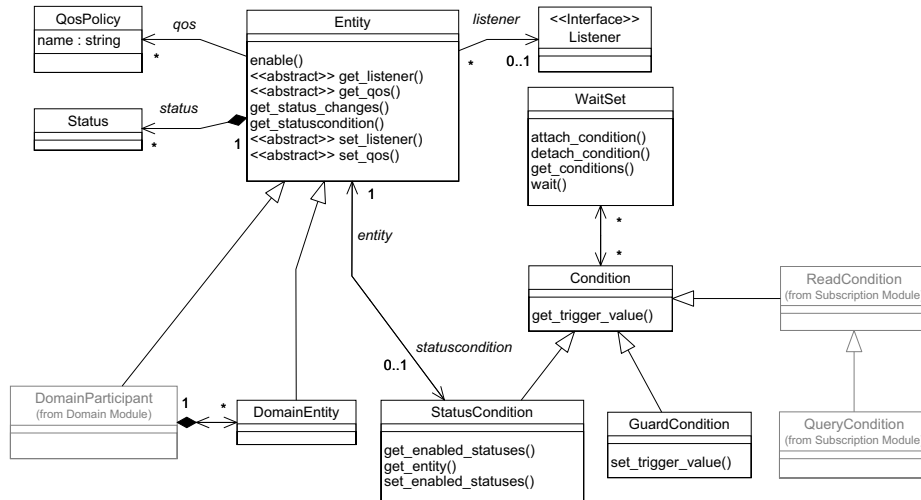 QosPolicy
name : string
qos
*
Entity
enable()
<<abstract>> get_listener()
<<abstract>> get_qos()
get_status_changes()
get_statuscondition()
<<abstract>> set_listener()
<<abstract>> set_qos()
listener
*
0..1
<<Interface>>
Listener
Status
status
*
1
WaitSet
attach_condition()
detach_condition()
get_conditions()
wait()
1
entity
*
*
Condition
get_trigger_value()
ReadCondition
(from Subscription Module)
statuscondition
0..1
DomainParticipant
(from Domain Module)
1
*
DomainEntity
StatusCondition
get_enabled_statuses()
get_entity()
set_enabled_statuses()
GuardCondition
set_trigger_value()
QueryCondition
(from Subscription Module)